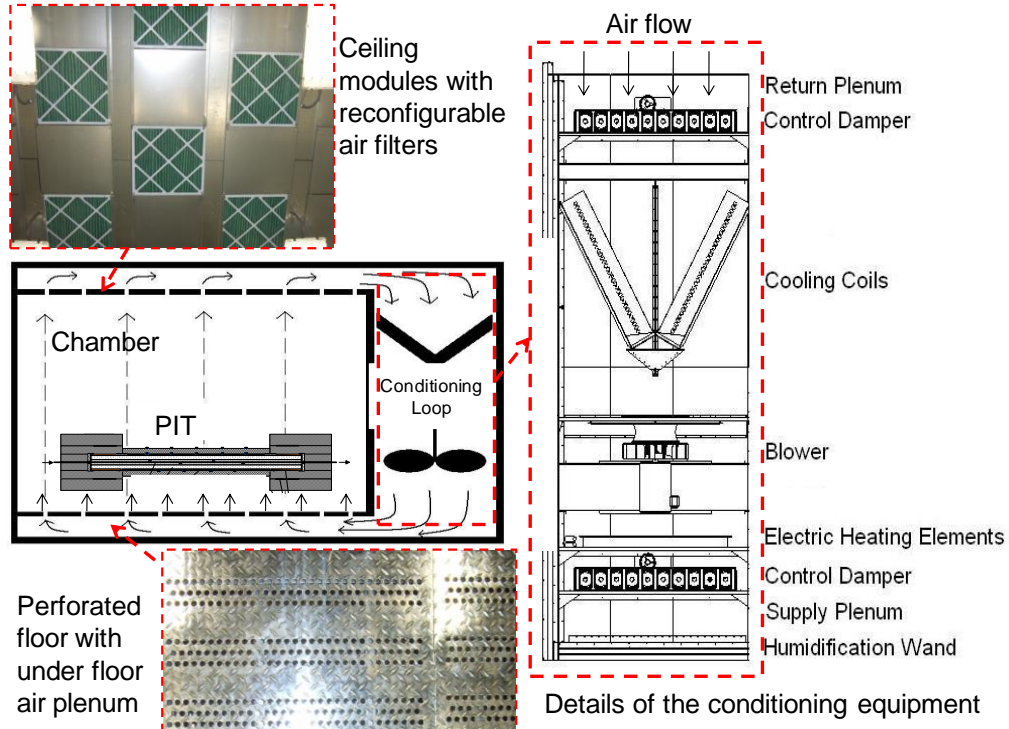 Ceiling
modules with
reconfigurable
air filters
Air flow
Return Plenum
Control Damper
Cooling Coils
Blower
Electric Heating Elements
Control Damper
Supply Plenum
Humidification Wand
Details of the conditioning equipment
Chamber
PIT
Conditioning
Loop
Perforated
floor with
under floor
air plenum